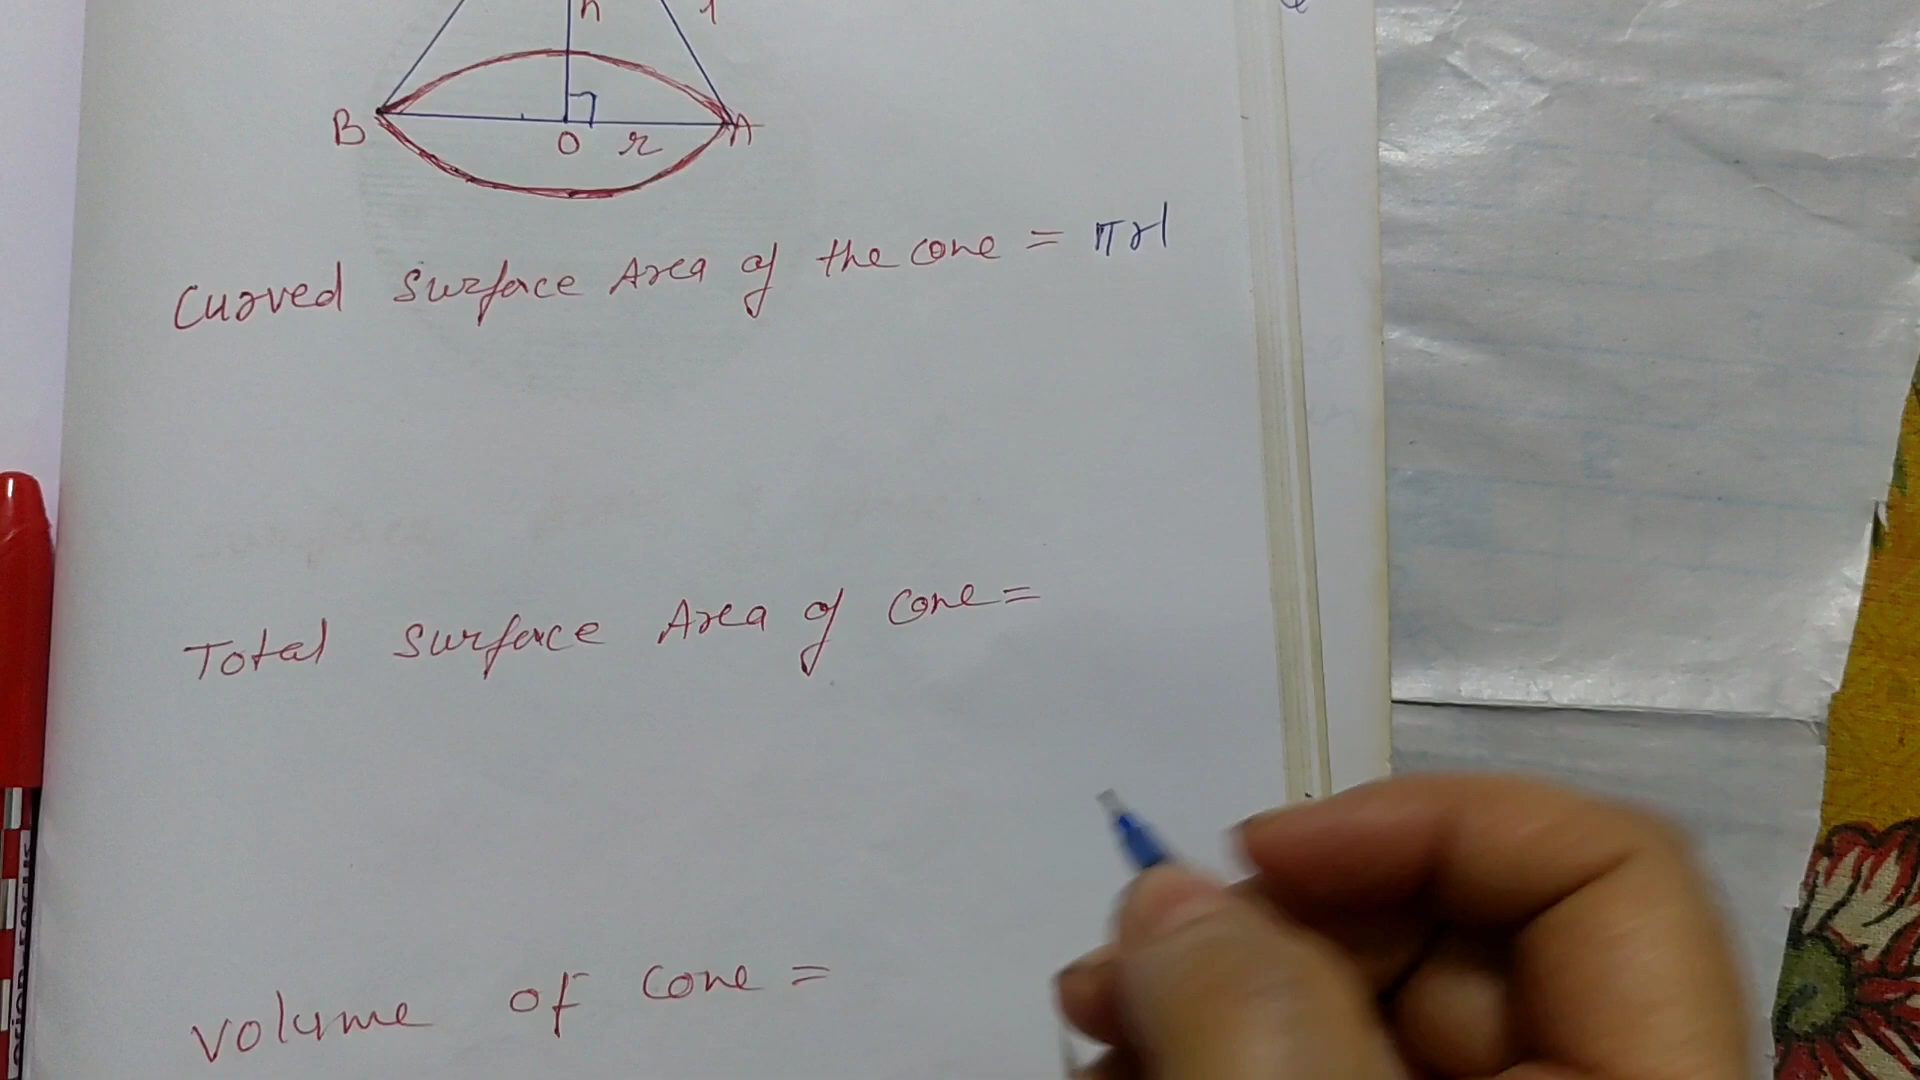 h l
B O r A
Curved Surface Area of the cone = πrl
Total Surface Area of cone =
Volume of cone =